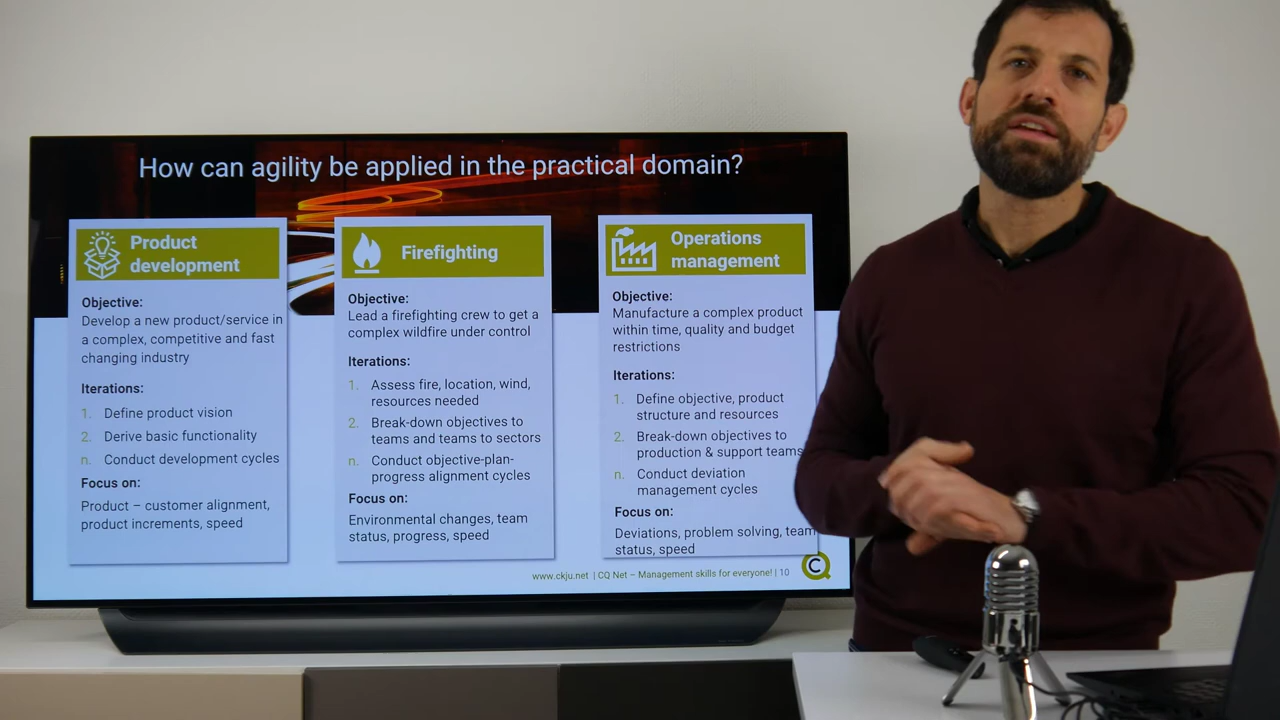 How can agility be applied in the practical domain?
Product
development
Objective:
Develop a new product/service in
a complex, competitive and fast
changing industry
Iterations:
1. Define product vision
2. Derive basic functionality
n. Conduct development cycles
Focus on:
Product – customer alignment,
product increments, speed
Firefighting
Objective:
Lead a firefighting crew to get a
complex wildfire under control
Iterations:
1. Assess fire, location, wind,
resources needed
2. Break-down objectives to
teams and teams to sectors
n. Conduct objective-plan-
progress alignment cycles
Focus on:
Environmental changes, team
status, progress, speed
Operations
management
Objective:
Manufacture a complex product
within time, quality and budget
restrictions
Iterations:
1. Define objective, product
structure and resources
2. Break-down objectives to
production & support teams
n. Conduct deviation
management cycles
Focus on:
Deviations, problem solving, team
status, speed
www.ckju.net | CQ Net – Management skills for everyone! | 10
CQ